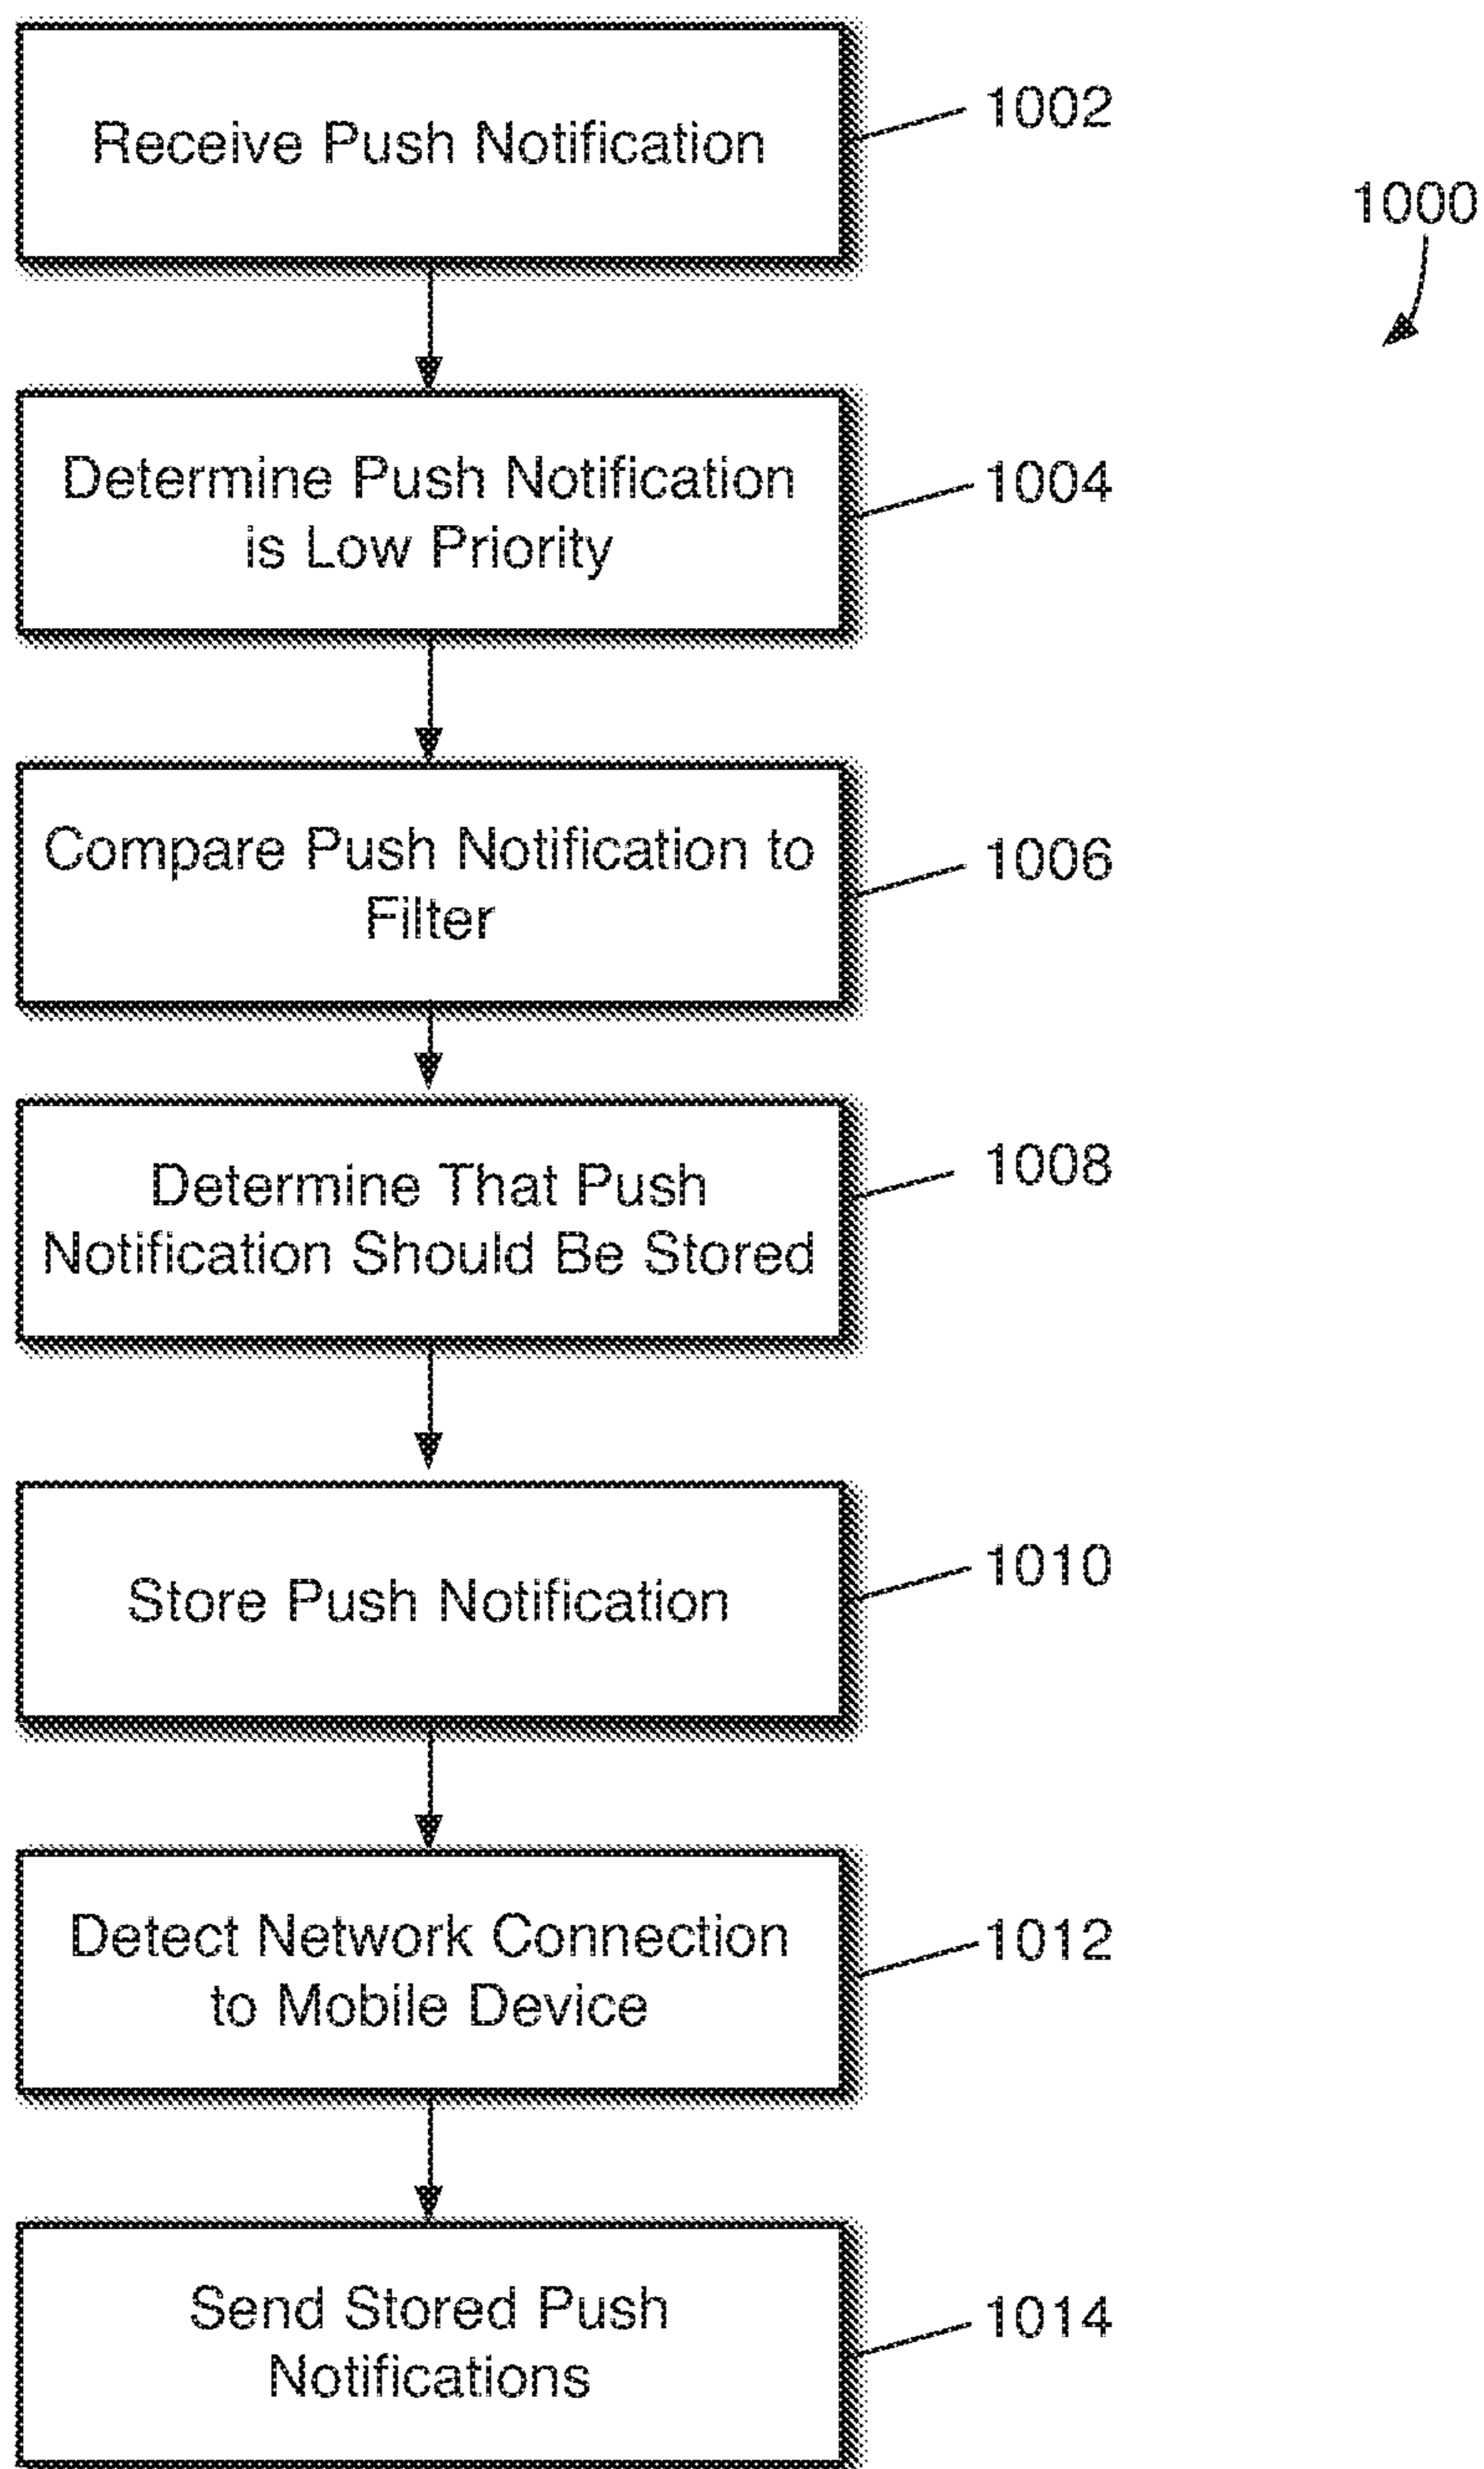 Receive Push Notification
1002
1000
Determine Push Notification
is Low Priority
1004
Compare Push Notification to
Filter
1006
Determine That Push
Notification Should Be Stored
1008
Store Push Notification
1010
Detect Network Connection
to Mobile Device
1012
Send Stored Push
Notifications
1014